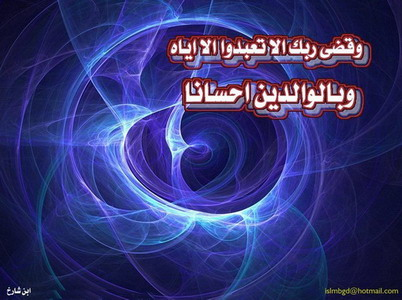 وقضى ربك الا تعبدوا الا اياه
وبالوالدين احسانا
ابن شارخ
islmbgd@hotmail.com